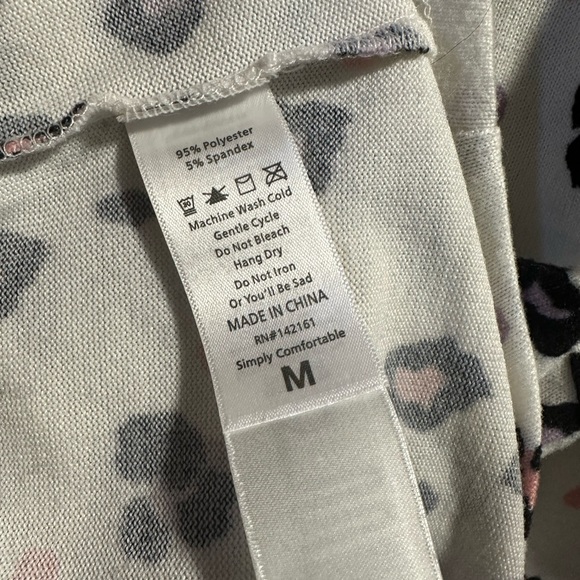 95% Polyester
5% Spandex
30
Machine Wash Cold
Gentle Cycle
Do Not Bleach
Hang Dry
Do Not Iron
Or You'll Be Sad
MADE IN CHINA
RN#142161
Simply Comfortable
M